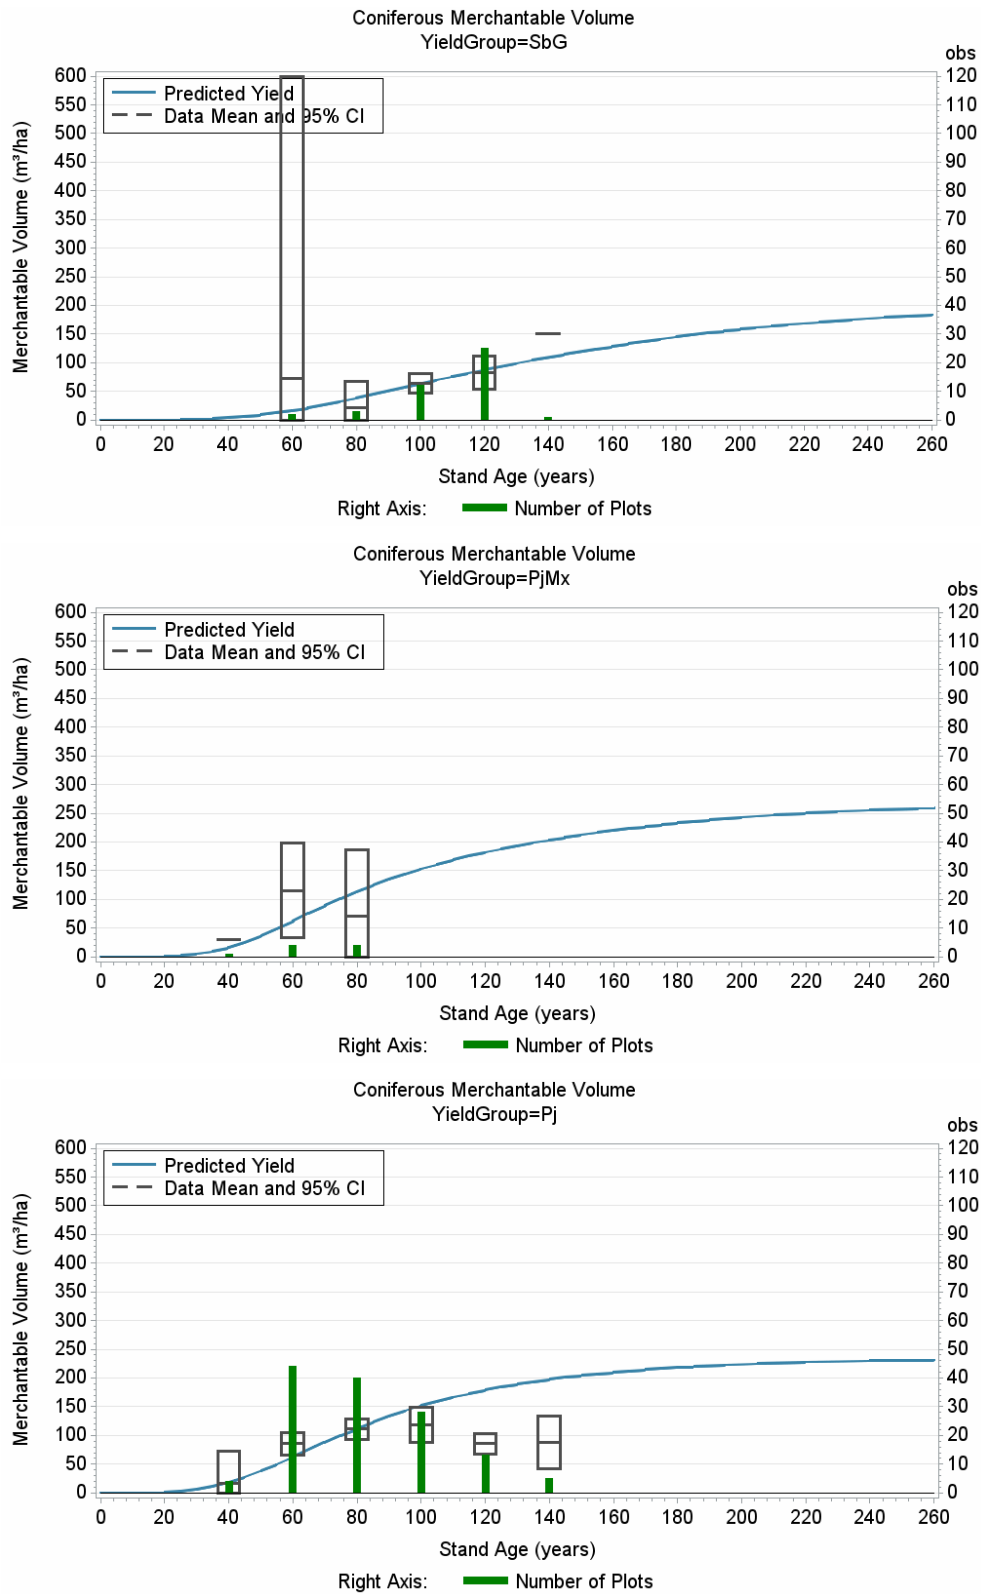 Coniferous Merchantable Volume
YieldGroup=SbG
obs
Merchantable Volume (m³/ha)
Predicted Yield
Data Mean and 95% CI
600
550
500
450
400
350
300
250
200
150
100
50
0
120
110
100
90
80
70
60
50
40
30
20
10
0
0 20 40 60 80 100 120 140 160 180 200 220 240 260
Stand Age (years)
Right Axis: Number of Plots
Coniferous Merchantable Volume
YieldGroup=PjMx
obs
Merchantable Volume (m³/ha)
Predicted Yield
Data Mean and 95% CI
600
550
500
450
400
350
300
250
200
150
100
50
0
120
110
100
90
80
70
60
50
40
30
20
10
0
0 20 40 60 80 100 120 140 160 180 200 220 240 260
Stand Age (years)
Right Axis: Number of Plots
Coniferous Merchantable Volume
YieldGroup=Pj
obs
Merchantable Volume (m³/ha)
Predicted Yield
Data Mean and 95% CI
600
550
500
450
400
350
300
250
200
150
100
50
0
120
110
100
90
80
70
60
50
40
30
20
10
0
0 20 40 60 80 100 120 140 160 180 200 220 240 260
Stand Age (years)
Right Axis: Number of Plots